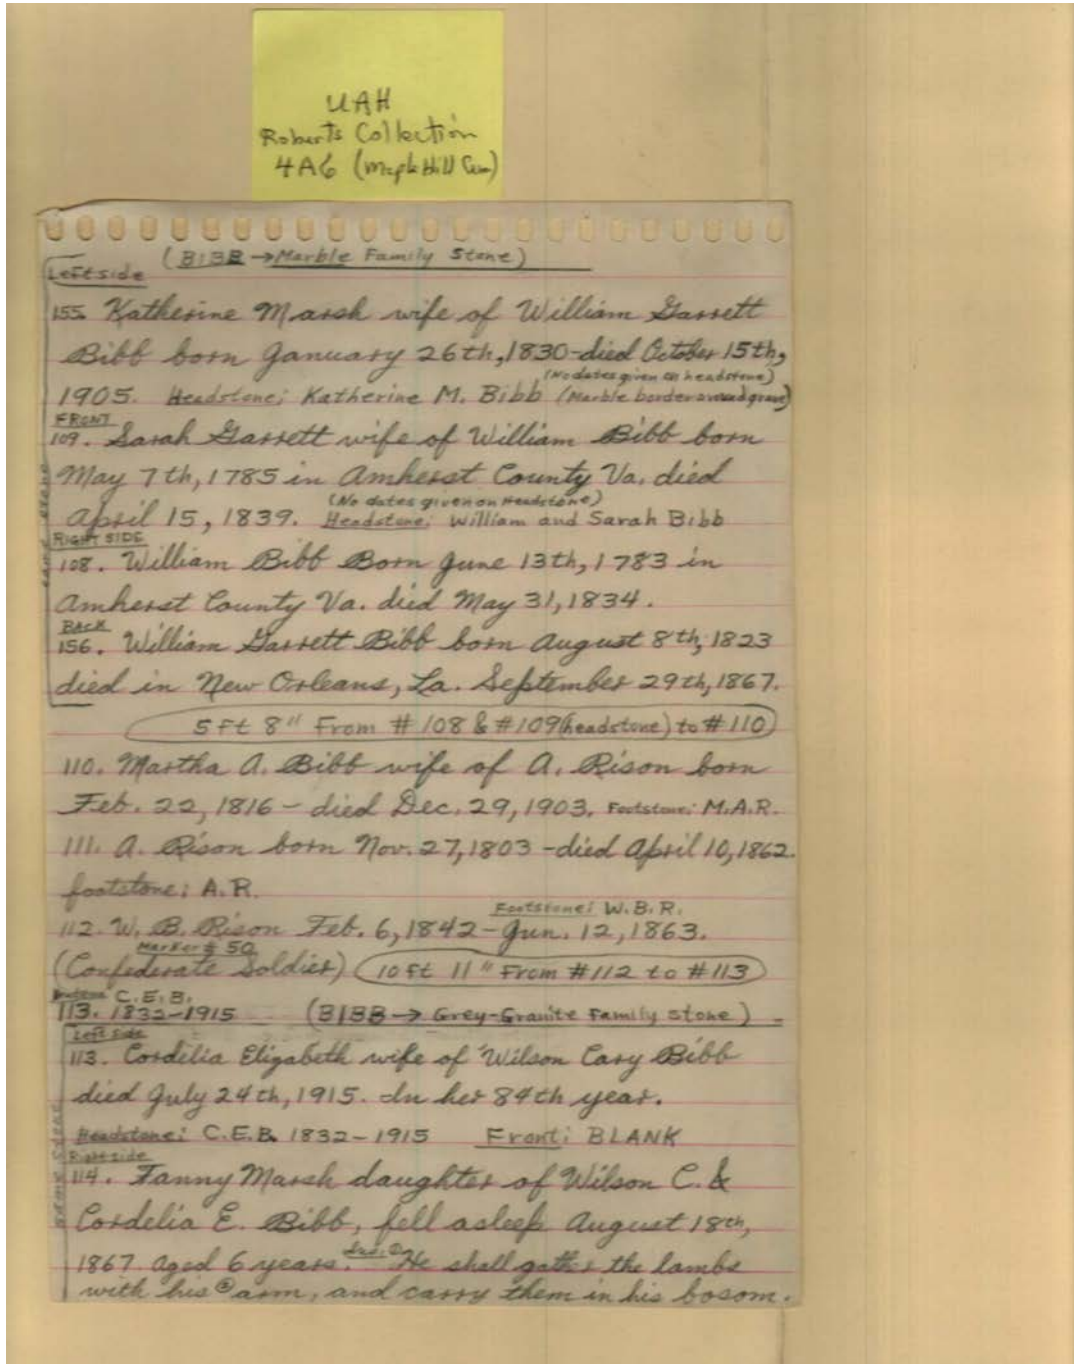 UAH
Roberts Collection
4A6 (Maple Hill Cem)
(BIBB → Marble Family Stone)
Leftside
155. Katherine Marsh wife of William Garrett
Bibb born January 26th, 1830-died October 15th,
(No dates given on headstone)
1905. Headstone: Katherine M. Bibb (Marble border around grave)
FRONT
109. Sarah Garrett wife of William Bibb born
May 7th, 1785 in Amherst County Va. died
(No dates given on Headstone)
April 15, 1839. Headstone: William and Sarah Bibb
RIGHT SIDE
108. William Bibb Born June 13th, 1783 in
Amherst County Va. died May 31, 1834.
BACK
156. William Garrett Bibb born August 8th, 1823
died in New Orleans, La. September 29th, 1867.
same stone
5 ft 8" From #108 & #109 (headstone) to #110
110. Martha A. Bibb wife of A. Rison born
Feb. 22, 1816 - died Dec. 29, 1903. Footstone: M.A.R.
111. A. Rison born Nov. 27, 1803 - died April 10, 1862.
footstone: A.R.
Footstone: W.B.R.
112. W. B. Rison Feb. 6, 1842 - Jun. 12, 1863.
Marker # 50
(Confederate Soldier) 10 ft 11" From #112 to #113
C.E.B.
113. 1832-1915 (BIBB → Grey-Granite Family Stone)
Left side
113. Cordelia Elizabeth wife of Wilson Cary Bibb
died July 24th, 1915. In her 84th year.
Headstone: C.E.B. 1832-1915 Front: BLANK
Right side
114. Fanny Marsh daughter of Wilson C. &
Cordelia E. Bibb, fell asleep August 18th,
1867 aged 6 years. He shall gather the lambs
with his arm, and carry them in his bosom.
same stone